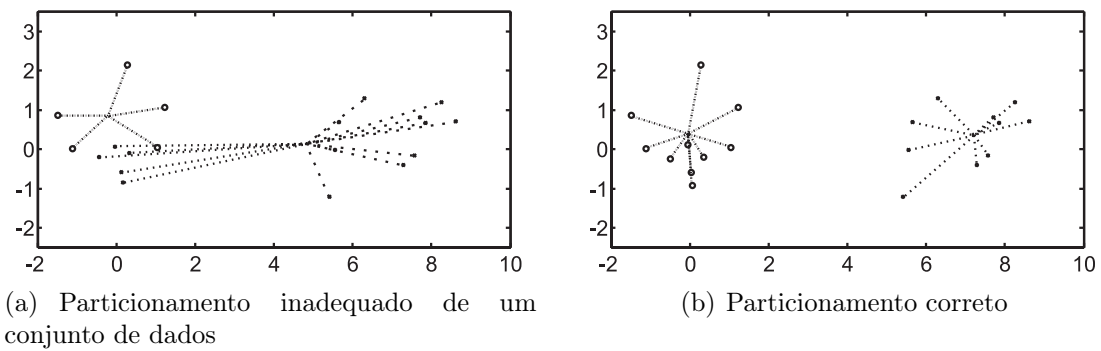 3
2
1
0
-1
-2
-2 0 2 4 6 8 10
(a) Particionamento inadequado de um
conjunto de dados
3
2
1
0
-1
-2
-2 0 2 4 6 8 10
(b) Particionamento correto